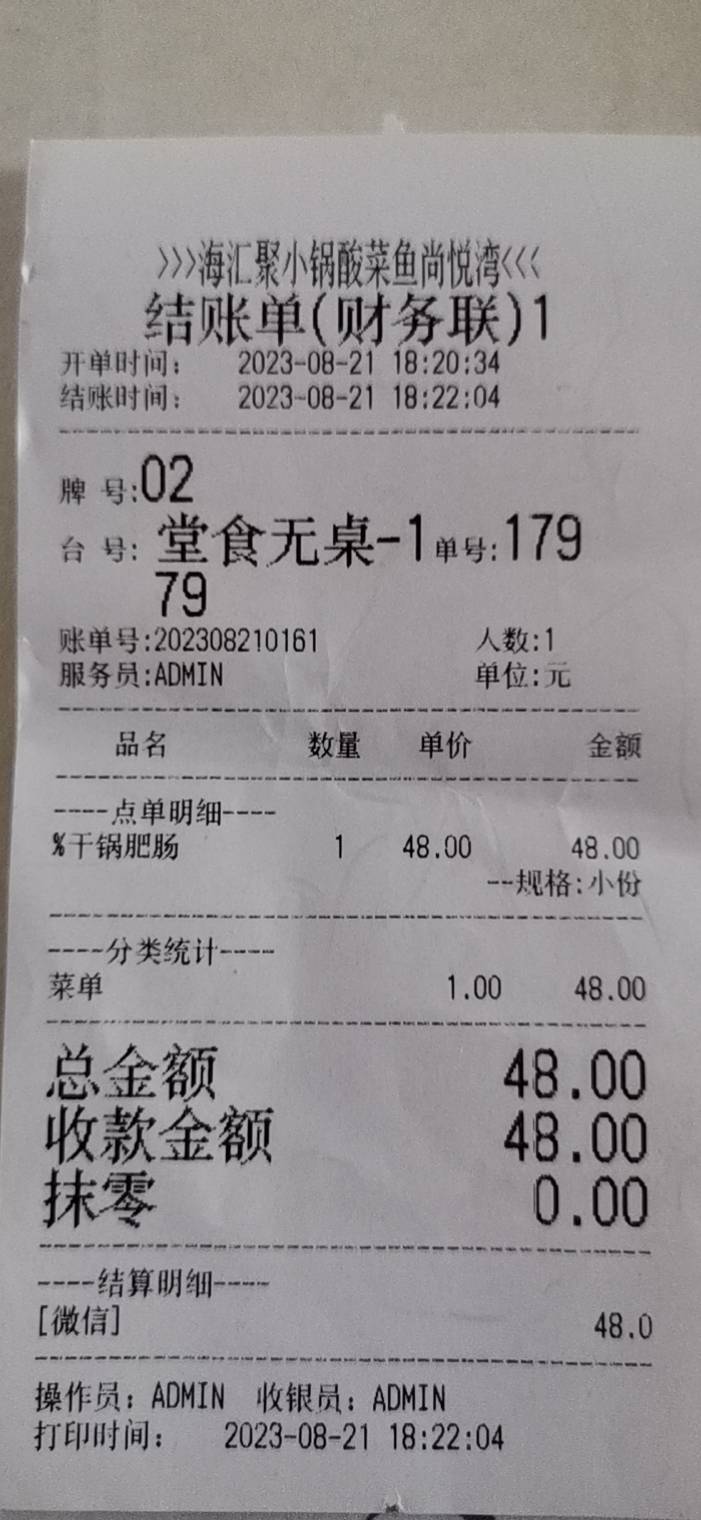 >>>海汇聚小锅酸菜鱼尚悦湾<<<
结账单(财务联)1
开单时间: 2023-08-21 18:20:34
结账时间: 2023-08-21 18:22:04
牌 号:02
台 号: 堂食无桌-1 单号:179
79
账单号:202308210161 人数:1
服务员:ADMIN 单位:元
品名 数量 单价 金额
----点单明细----
%干锅肥肠 1 48.00 48.00
--规格:小份
----分类统计----
菜单 1.00 48.00
总金额 48.00
收款金额 48.00
抹零 0.00
----结算明细----
[微信] 48.0
操作员: ADMIN 收银员: ADMIN
打印时间: 2023-08-21 18:22:04